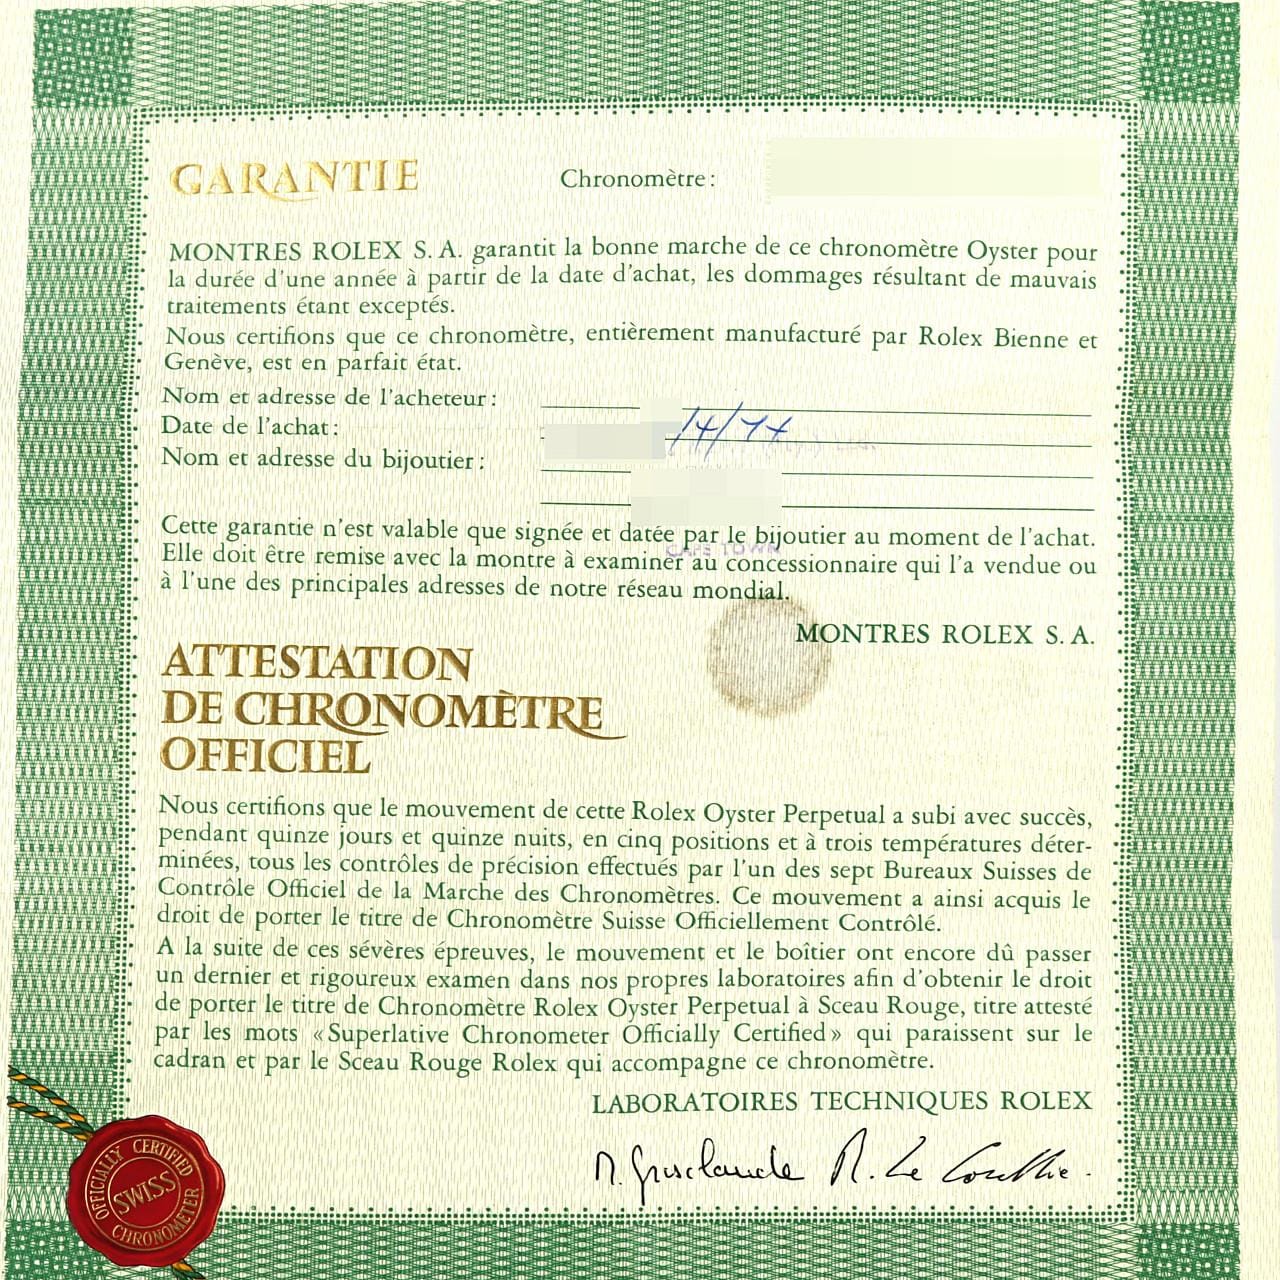 GARANTIE
Chronomètre:
MONTRES ROLEX S. A. garantit la bonne marche de ce chronomètre Oyster pour
la durée d'une année à partir de la date d'achat, les dommages résultant de mauvais
traitements étant exceptés.
Nous certifions que ce chronomètre, entièrement manufacturé par Rolex Bienne et
Genève, est en parfait état.
Nom et adresse de l'acheteur:
Date de l'achat: /4/74
Nom et adresse du bijoutier:
Cette garantie n'est valable que signée et datée par le bijoutier au moment de l'achat.
CAPE TOWN
Elle doit être remise avec la montre à examiner au concessionnaire qui l'a vendue ou
à l'une des principales adresses de notre réseau mondial.
MONTRES ROLEX S. A.
ATTESTATION
DE CHRONOMÈTRE
OFFICIEL
Nous certifions que le mouvement de cette Rolex Oyster Perpetual a subi avec succès,
pendant quinze jours et quinze nuits, en cinq positions et à trois températures déter-
minées, tous les contrôles de précision effectués par l'un des sept Bureaux Suisses de
Contrôle Officiel de la Marche des Chronomètres. Ce mouvement a ainsi acquis le
droit de porter le titre de Chronomètre Suisse Officiellement Contrôlé.
A la suite de ces sévères épreuves, le mouvement et le boîtier ont encore dû passer
un dernier et rigoureux examen dans nos propres laboratoires afin d'obtenir le droit
de porter le titre de Chronomètre Rolex Oyster Perpetual à Sceau Rouge, titre attesté
par les mots «Superlative Chronometer Officially Certified» qui paraissent sur le
cadran et par le Sceau Rouge Rolex qui accompagne ce chronomètre.
LABORATOIRES TECHNIQUES ROLEX
OFFICIALLY CERTIFIED
SWISS
CHRONOMETER